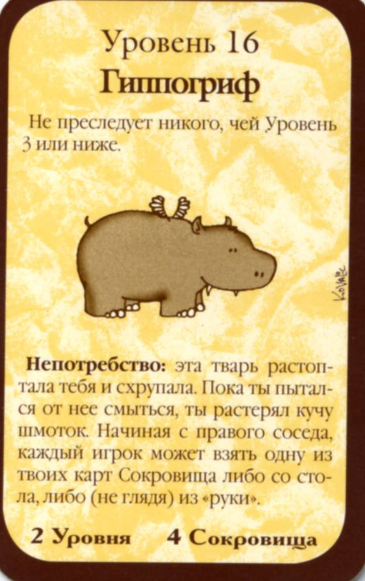 Уровень 16
Гиппогриф
Не преследует никого, чей Уровень
3 или ниже.
Kovalic
Непотребство: эта тварь растоп-
тала тебя и схрупала. Пока ты пытал-
ся от нее смыться, ты растерял кучу
шмоток. Начиная с правого соседа,
каждый игрок может взять одну из
твоих карт Сокровища либо со сто-
ла, либо (не глядя) из «руки».
2 Уровня 4 Сокровища